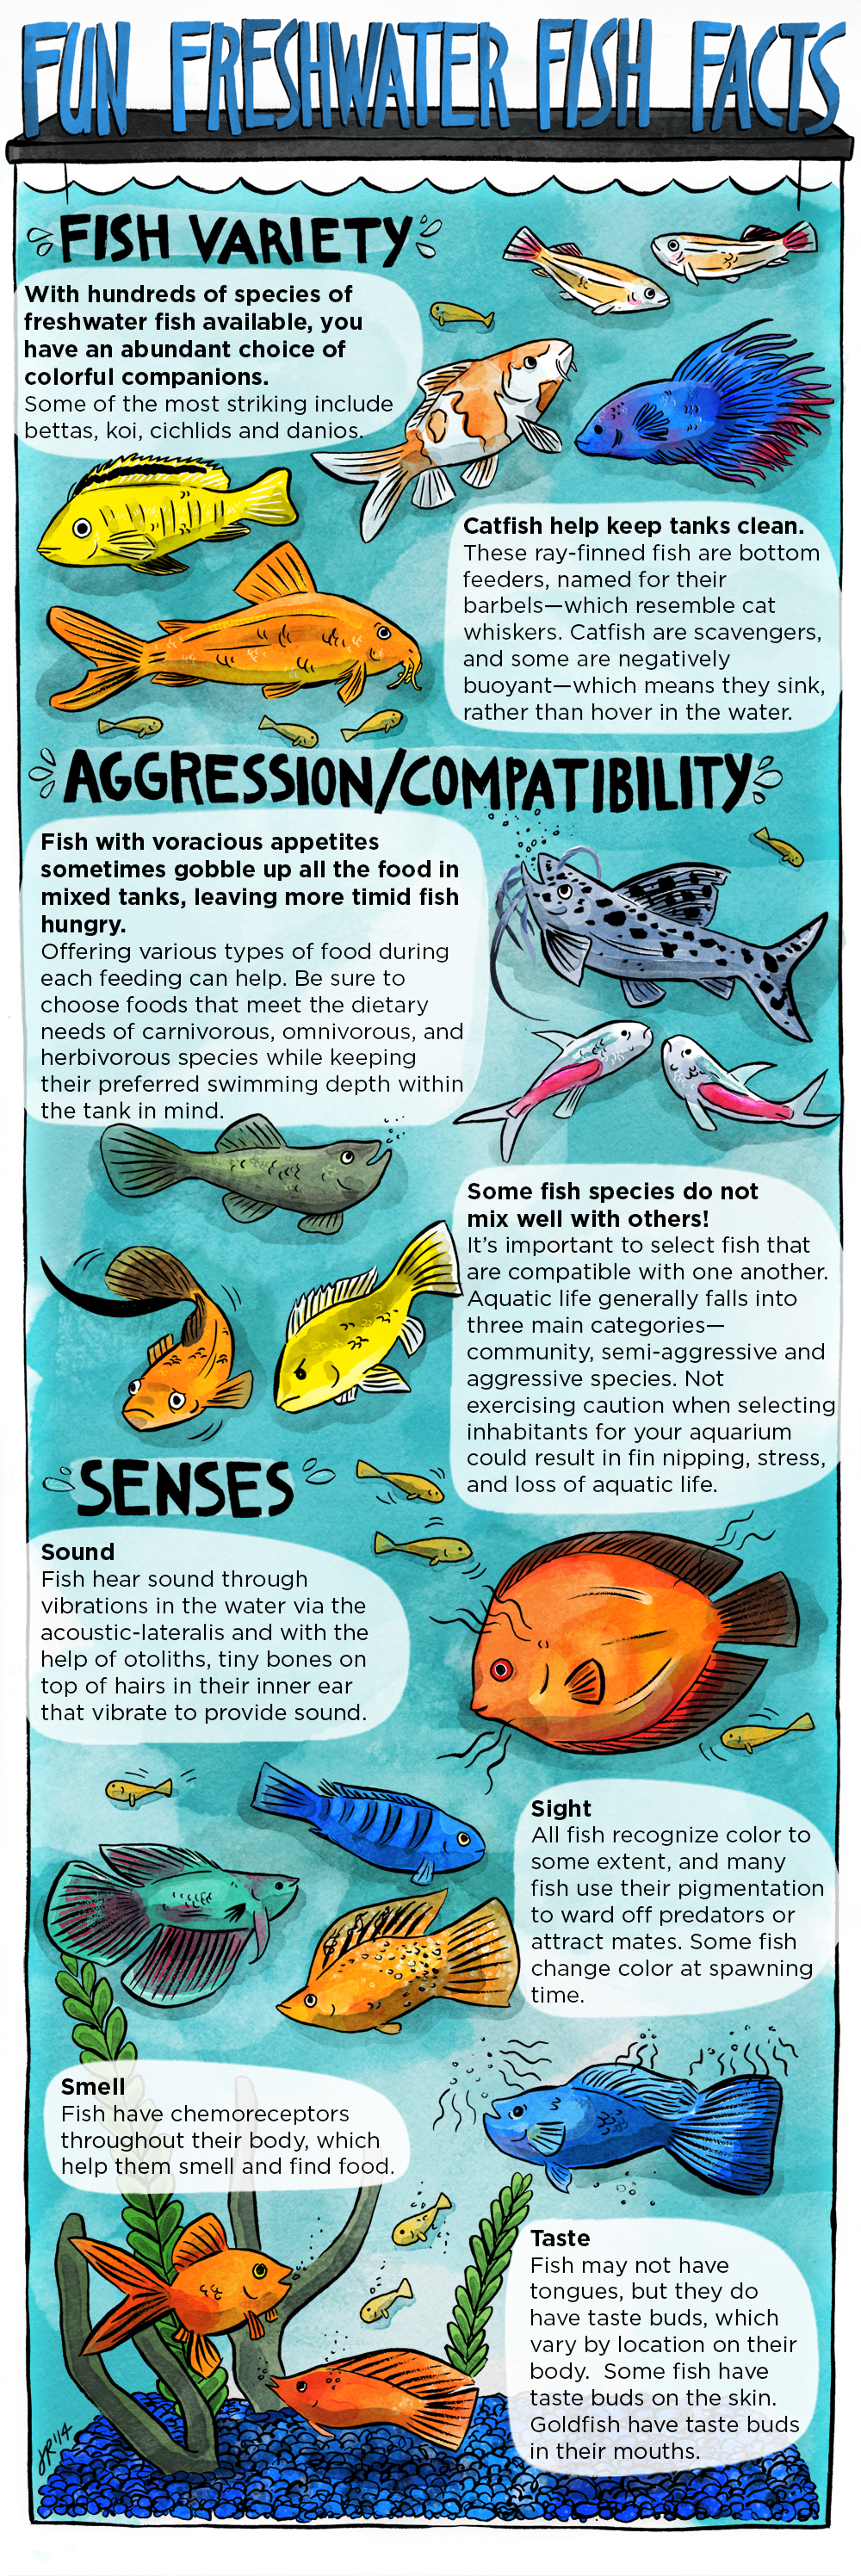 FUN FRESHWATER FISH FACTS
FISH VARIETY
With hundreds of species of
freshwater fish available, you
have an abundant choice of
colorful companions.
Some of the most striking include
bettas, koi, cichlids and danios.
Catfish help keep tanks clean.
These ray-finned fish are bottom
feeders, named for their
barbels—which resemble cat
whiskers. Catfish are scavengers,
and some are negatively
buoyant—which means they sink,
rather than hover in the water.
AGGRESSION/COMPATIBILITY
Fish with voracious appetites
sometimes gobble up all the food in
mixed tanks, leaving more timid fish
hungry.
Offering various types of food during
each feeding can help. Be sure to
choose foods that meet the dietary
needs of carnivorous, omnivorous, and
herbivorous species while keeping
their preferred swimming depth within
the tank in mind.
Some fish species do not
mix well with others!
It's important to select fish that
are compatible with one another.
Aquatic life generally falls into
three main categories—
community, semi-aggressive and
aggressive species. Not
exercising caution when selecting
inhabitants for your aquarium
could result in fin nipping, stress,
and loss of aquatic life.
SENSES
Sound
Fish hear sound through
vibrations in the water via the
acoustic-lateralis and with the
help of otoliths, tiny bones on
top of hairs in their inner ear
that vibrate to provide sound.
Sight
All fish recognize color to
some extent, and many
fish use their pigmentation
to ward off predators or
attract mates. Some fish
change color at spawning
time.
Smell
Fish have chemoreceptors
throughout their body, which
help them smell and find food.
Taste
Fish may not have
tongues, but they do
have taste buds, which
vary by location on their
body. Some fish have
taste buds on the skin.
Goldfish have taste buds
in their mouths.